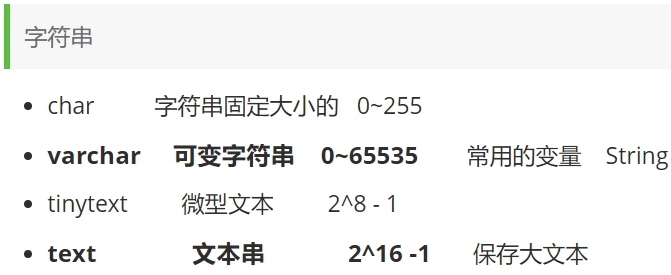 字符串
char 字符串固定大小的 0~255
varchar 可变字符串 0~65535 常用的变量 String
tinytext 微型文本 2^8 - 1
text 文本串 2^16 -1 保存大文本